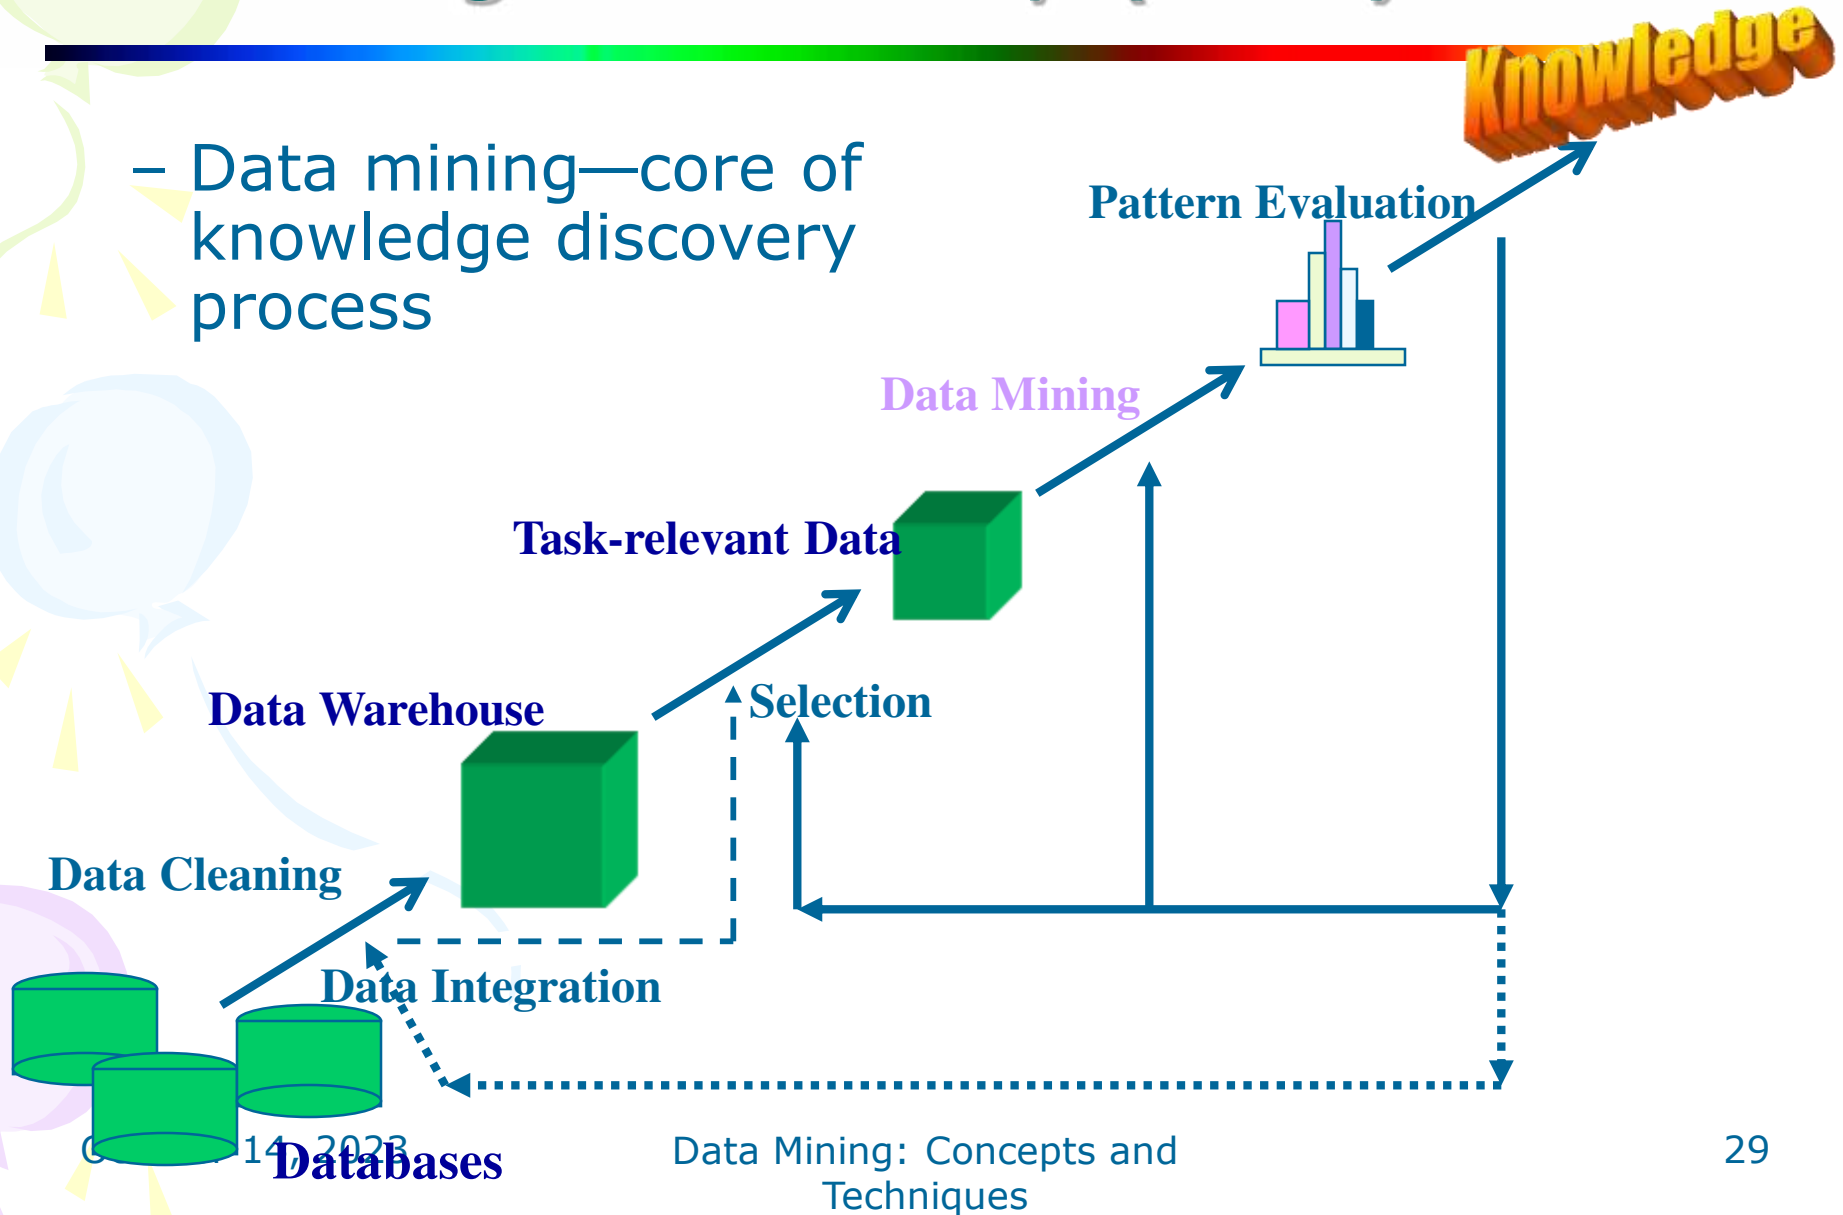 Knowledge
– Data mining—core of
knowledge discovery
process
Pattern Evaluation
Data Mining
Task-relevant Data
Data Warehouse
Selection
Data Cleaning
Data Integration
Databases
14, 2023
Data Mining: Concepts and
Techniques
29